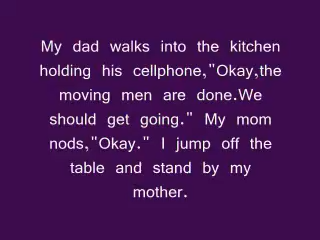 My dad walks into the kitchen
holding his cellphone,"Okay,the
moving men are done.We
should get going." My mom
nods,"Okay." I jump off the
table and stand by my
mother.